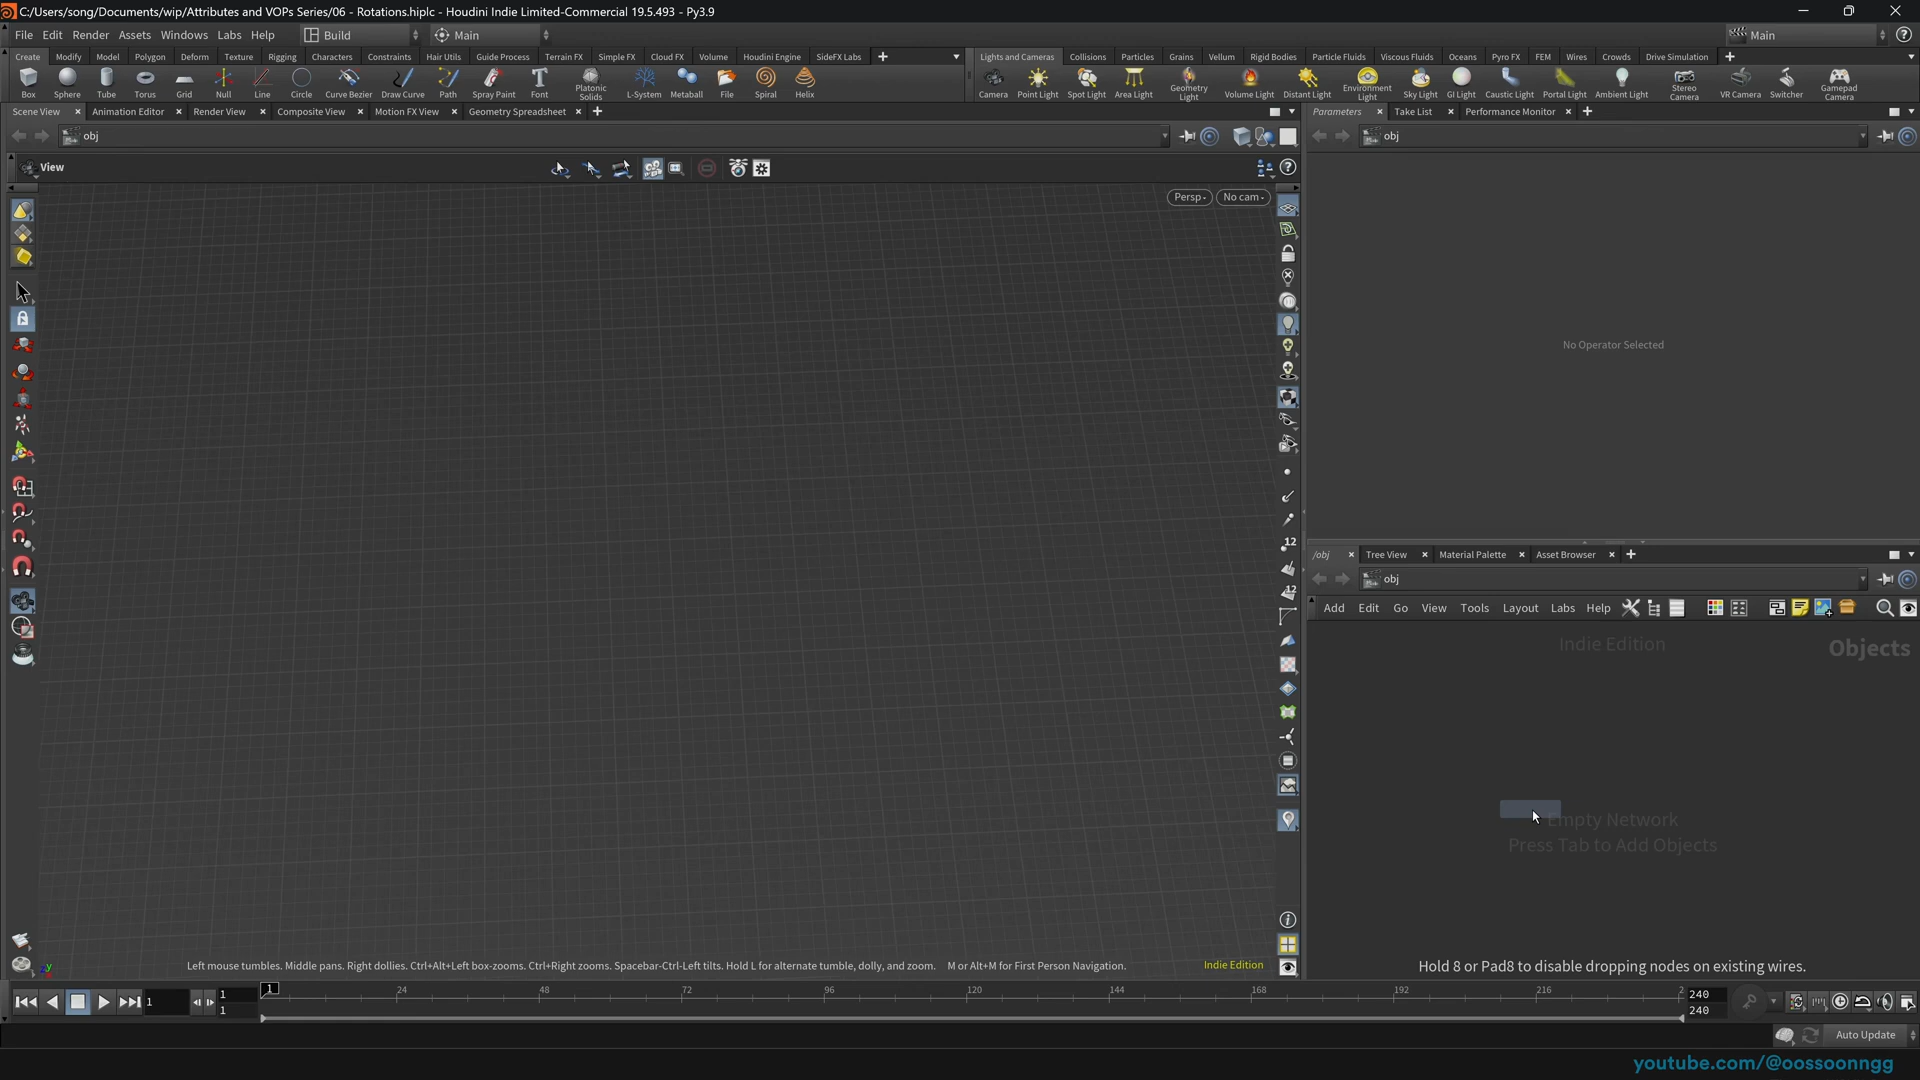 C:/Users/song/Documents/wip/Attributes and VOPs Series/06 - Rotations.hiplc - Houdini Indie Limited-Commercial 19.5.493 - Py3.9
File Edit Render Assets Windows Labs Help Build Main Main
Create Modify Model Polygon Deform Texture Rigging Characters Constraints Hair Utils Guide Process Terrain FX Simple FX Cloud FX Volume Houdini Engine SideFX Labs
Lights and Cameras Collisions Particles Grains Vellum Rigid Bodies Particle Fluids Viscous Fluids Oceans Pyro FX FEM Wires Crowds Drive Simulation
Box Sphere Tube Torus Grid Null Line Circle Curve Bezier Draw Curve Path Spray Paint Font Platonic Solids L-System Metaball File Spiral Helix
Camera Point Light Spot Light Area Light Geometry Light Volume Light Distant Light Environment Light Sky Light GI Light Caustic Light Portal Light Ambient Light Stereo Camera VR Camera Switcher Gamepad Camera
Scene View Animation Editor Render View Composite View Motion FX View Geometry Spreadsheet
Parameters Take List Performance Monitor
obj
obj
View
Persp No cam
No Operator Selected
/obj Tree View Material Palette Asset Browser
obj
Add Edit Go View Tools Layout Labs Help
Indie Edition
Objects
12
12
Empty Network
Press Tab to Add Objects
Left mouse tumbles. Middle pans. Right dollies. Ctrl+Alt+Left box-zooms. Ctrl+Right zooms. Spacebar-Ctrl-Left tilts. Hold L for alternate tumble, dolly, and zoom. M or Alt+M for First Person Navigation.
Indie Edition
Hold 8 or Pad8 to disable dropping nodes on existing wires.
1 1 1 24 48 72 96 120 144 168 192 216 2 240
1 240
Auto Update
youtube.com/@oossoonngg